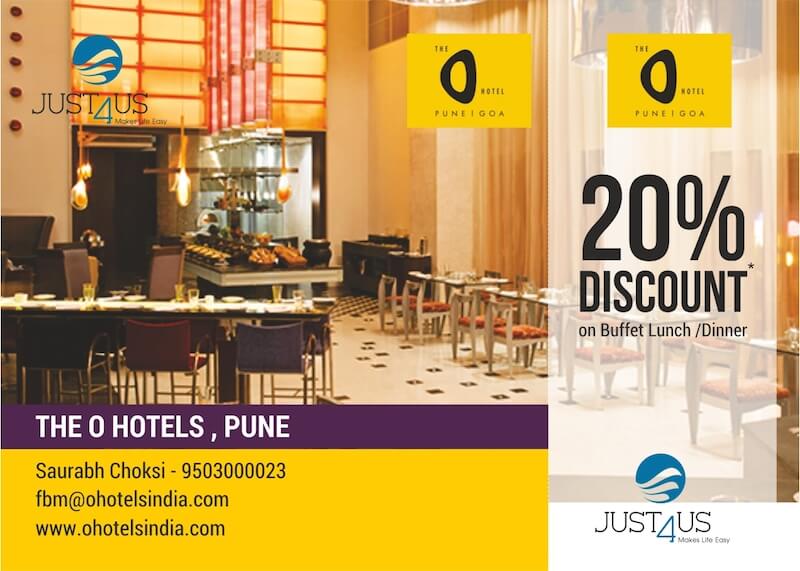 JUST4US
Makes Life Easy
THE
O
HOTEL
PUNE | GOA
THE
O
HOTEL
PUNE | GOA
20%
DISCOUNT*
on Buffet Lunch /Dinner
THE O HOTELS , PUNE
Saurabh Choksi - 9503000023
fbm@ohotelsindia.com
www.ohotelsindia.com
JUST4US
Makes Life Easy